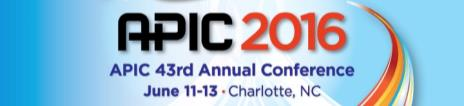 APIC 2016
APIC 43rd Annual Conference
June 11-13 • Charlotte, NC